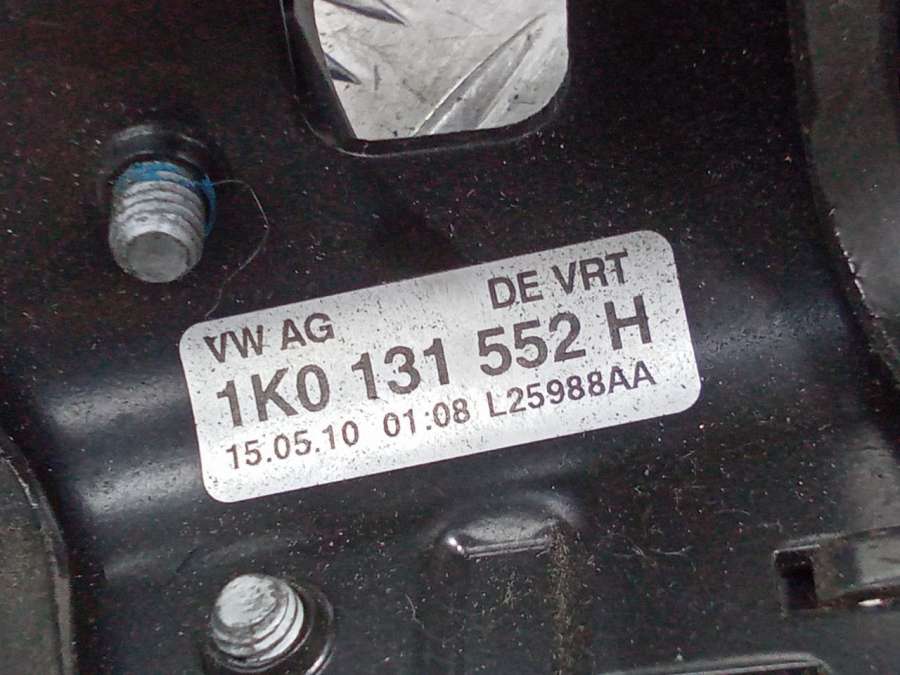 VW AG DE VRT
1K0 131 552 H
15.05.10 01:08 L25988AA